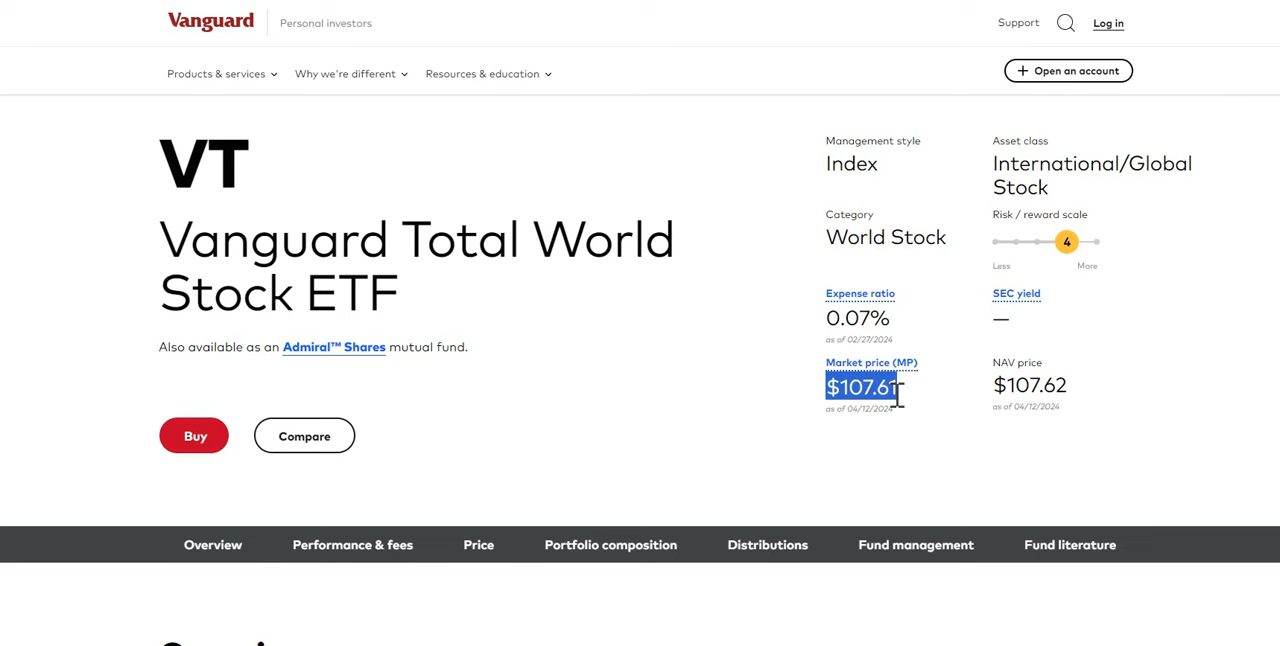 Vanguard
Personal investors
Support
Log in
Products & services
Why we're different
Resources & education
Open an account
VT
Vanguard Total World
Stock ETF
Also available as an Admiral™ Shares mutual fund.
Buy
Compare
Management style
Index
Asset class
International/Global
Stock
Category
World Stock
Risk / reward scale
4
Less
More
Expense ratio
0.07%
as of 02/27/2024
SEC yield
—
Market price (MP)
$107.61
as of 04/12/2024
NAV price
$107.62
as of 04/12/2024
Overview
Performance & fees
Price
Portfolio composition
Distributions
Fund management
Fund literature